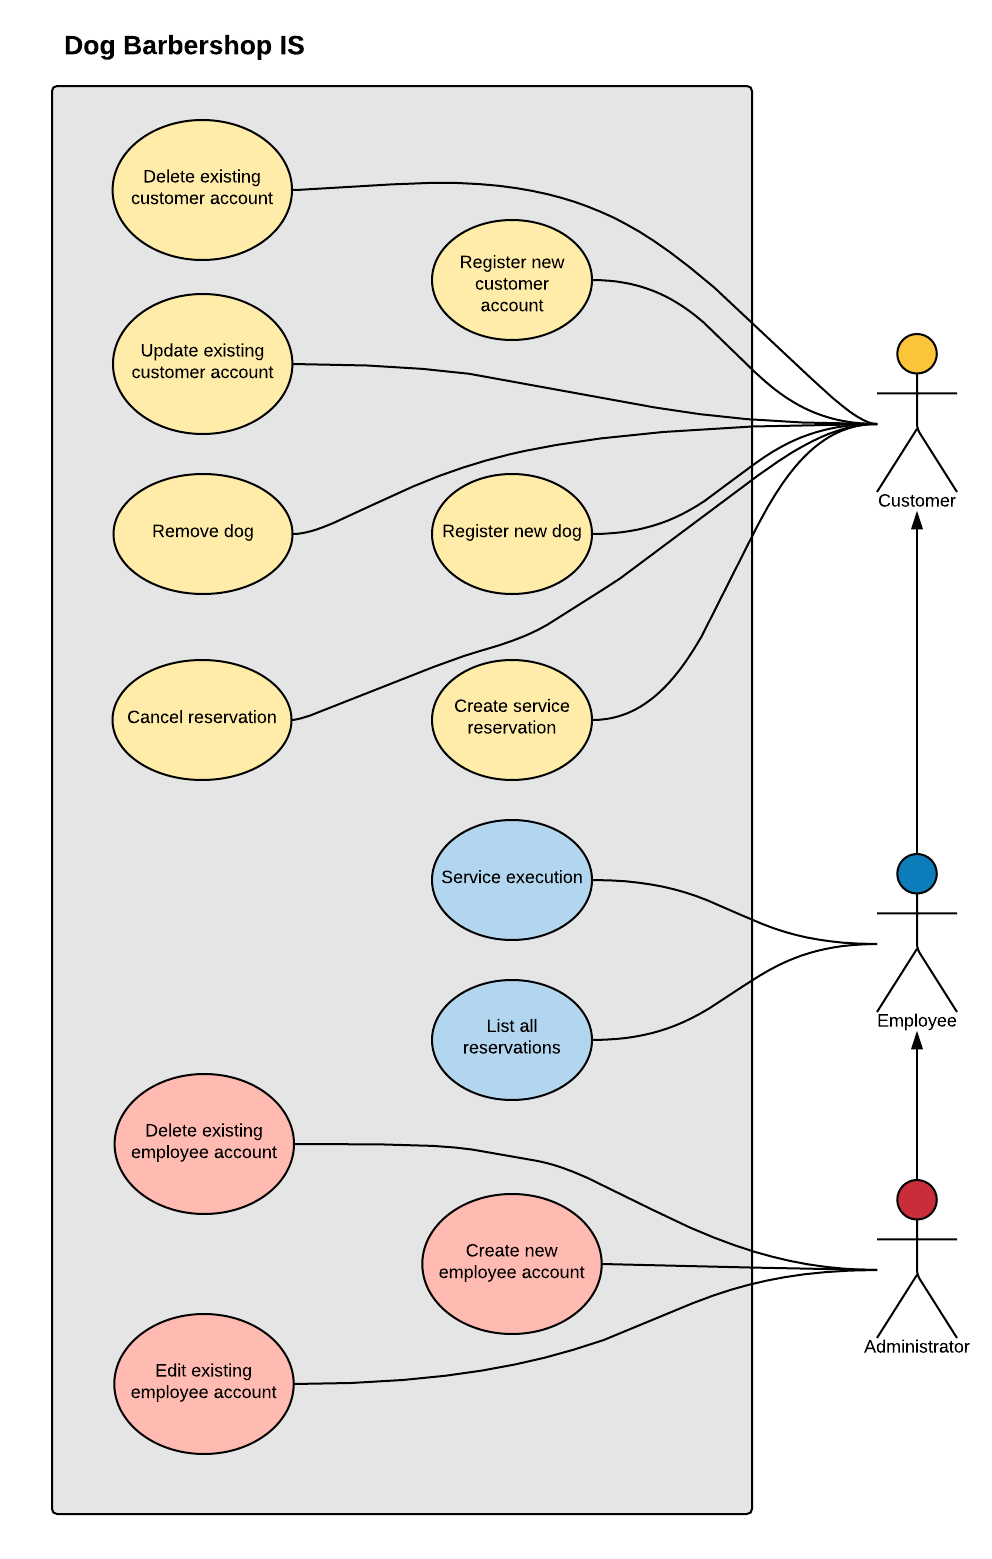 Dog Barbershop IS
Delete existing
customer account
Register new
customer
account
Update existing
customer account
Remove dog
Register new dog
Customer
Cancel reservation
Create service
reservation
Service execution
List all
reservations
Employee
Delete existing
employee account
Create new
employee account
Edit existing
employee account
Administrator